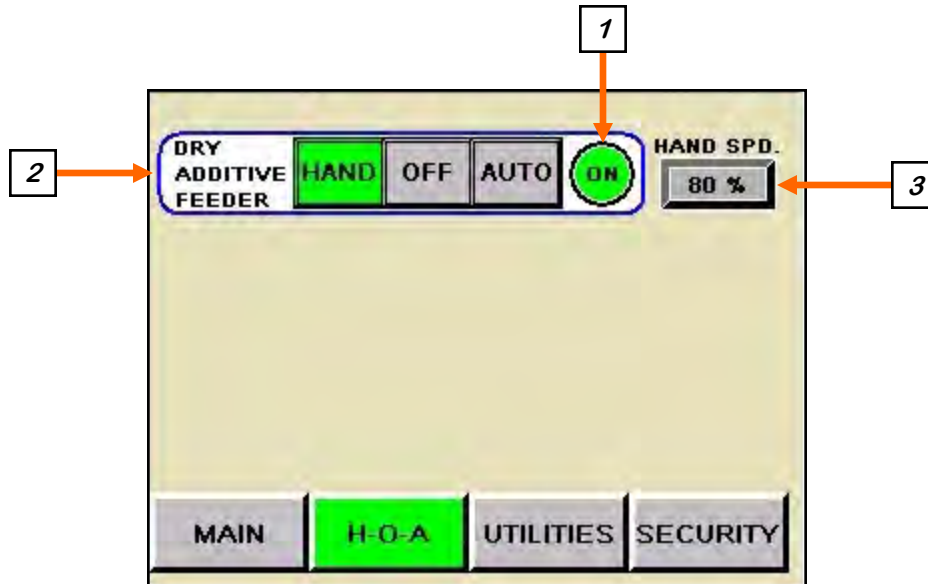 1
HAND SPD.
DRY
ADDITIVE
FEEDER
HAND OFF AUTO ON
80 %
2
3
MAIN H-O-A UTILITIES SECURITY